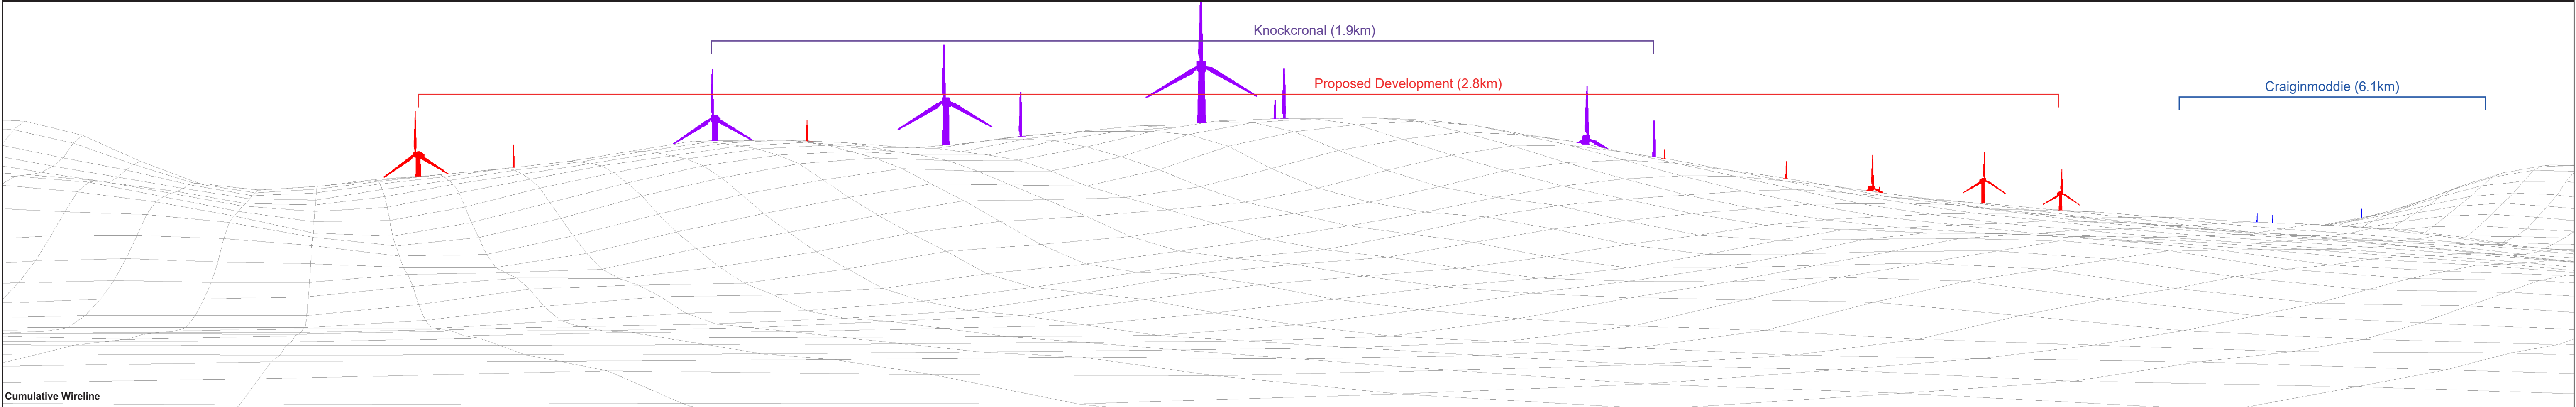 Knockcronal (1.9km)
Proposed Development (2.8km)
Craiginmoddie (6.1km)
Cumulative Wireline